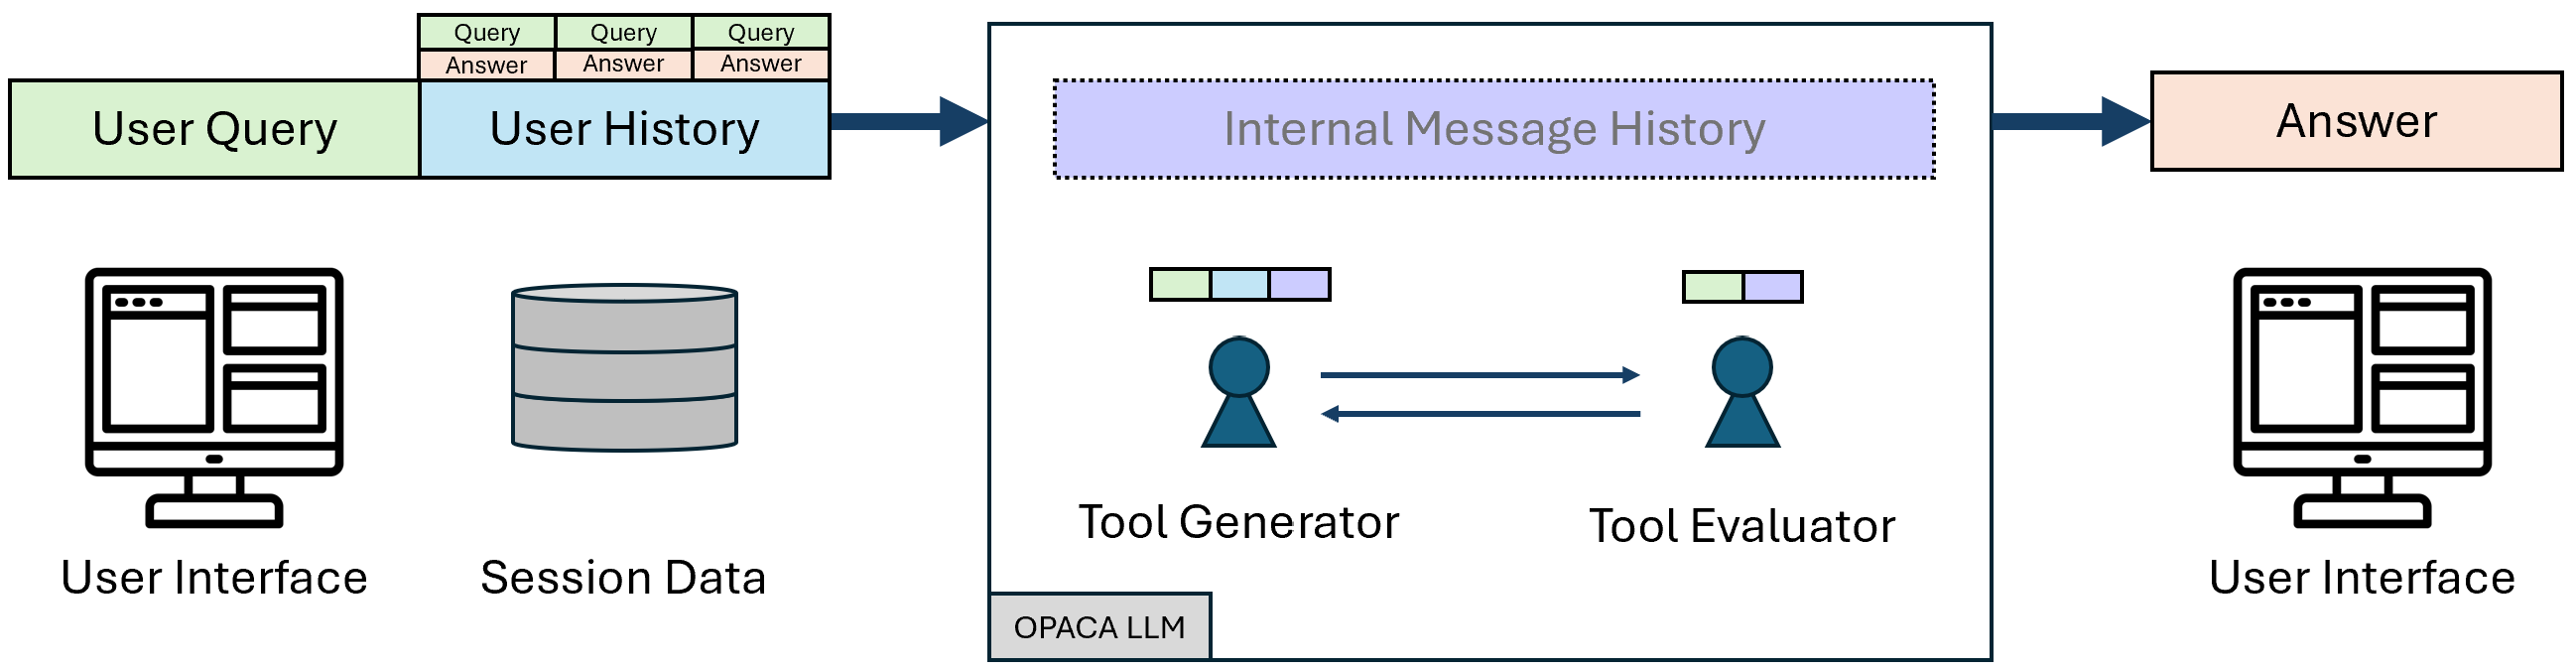 Query Query Query
Answer Answer Answer
User Query User History
Internal Message History
Answer
Tool Generator
Tool Evaluator
User Interface
Session Data
User Interface
OPACA LLM